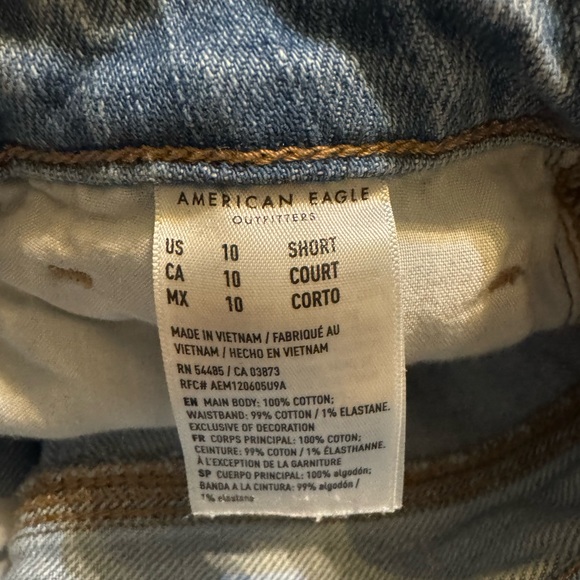 AMERICAN EAGLE
OUTFITTERS
US 10 SHORT
CA 10 COURT
MX 10 CORTO
MADE IN VIETNAM / FABRIQUÉ AU
VIETNAM / HECHO EN VIETNAM
RN 54485 / CA 03873
RFC# AEM120605U9A
EN MAIN BODY: 100% COTTON;
WAISTBAND: 99% COTTON / 1% ELASTANE.
EXCLUSIVE OF DECORATION
FR CORPS PRINCIPAL: 100% COTON;
CEINTURE: 99% COTON / 1% ÉLASTHANNE.
À L'EXCEPTION DE LA GARNITURE
SP CUERPO PRINCIPAL: 100% algodón;
BANDA A LA CINTURA: 99% algodón /
1% elastano